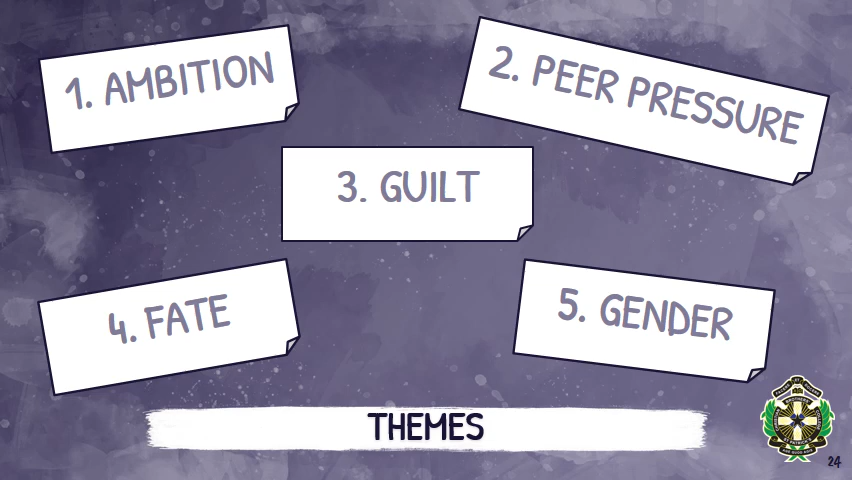 1. AMBITION
2. PEER PRESSURE
3. GUILT
4. FATE
5. GENDER
THEMES
24